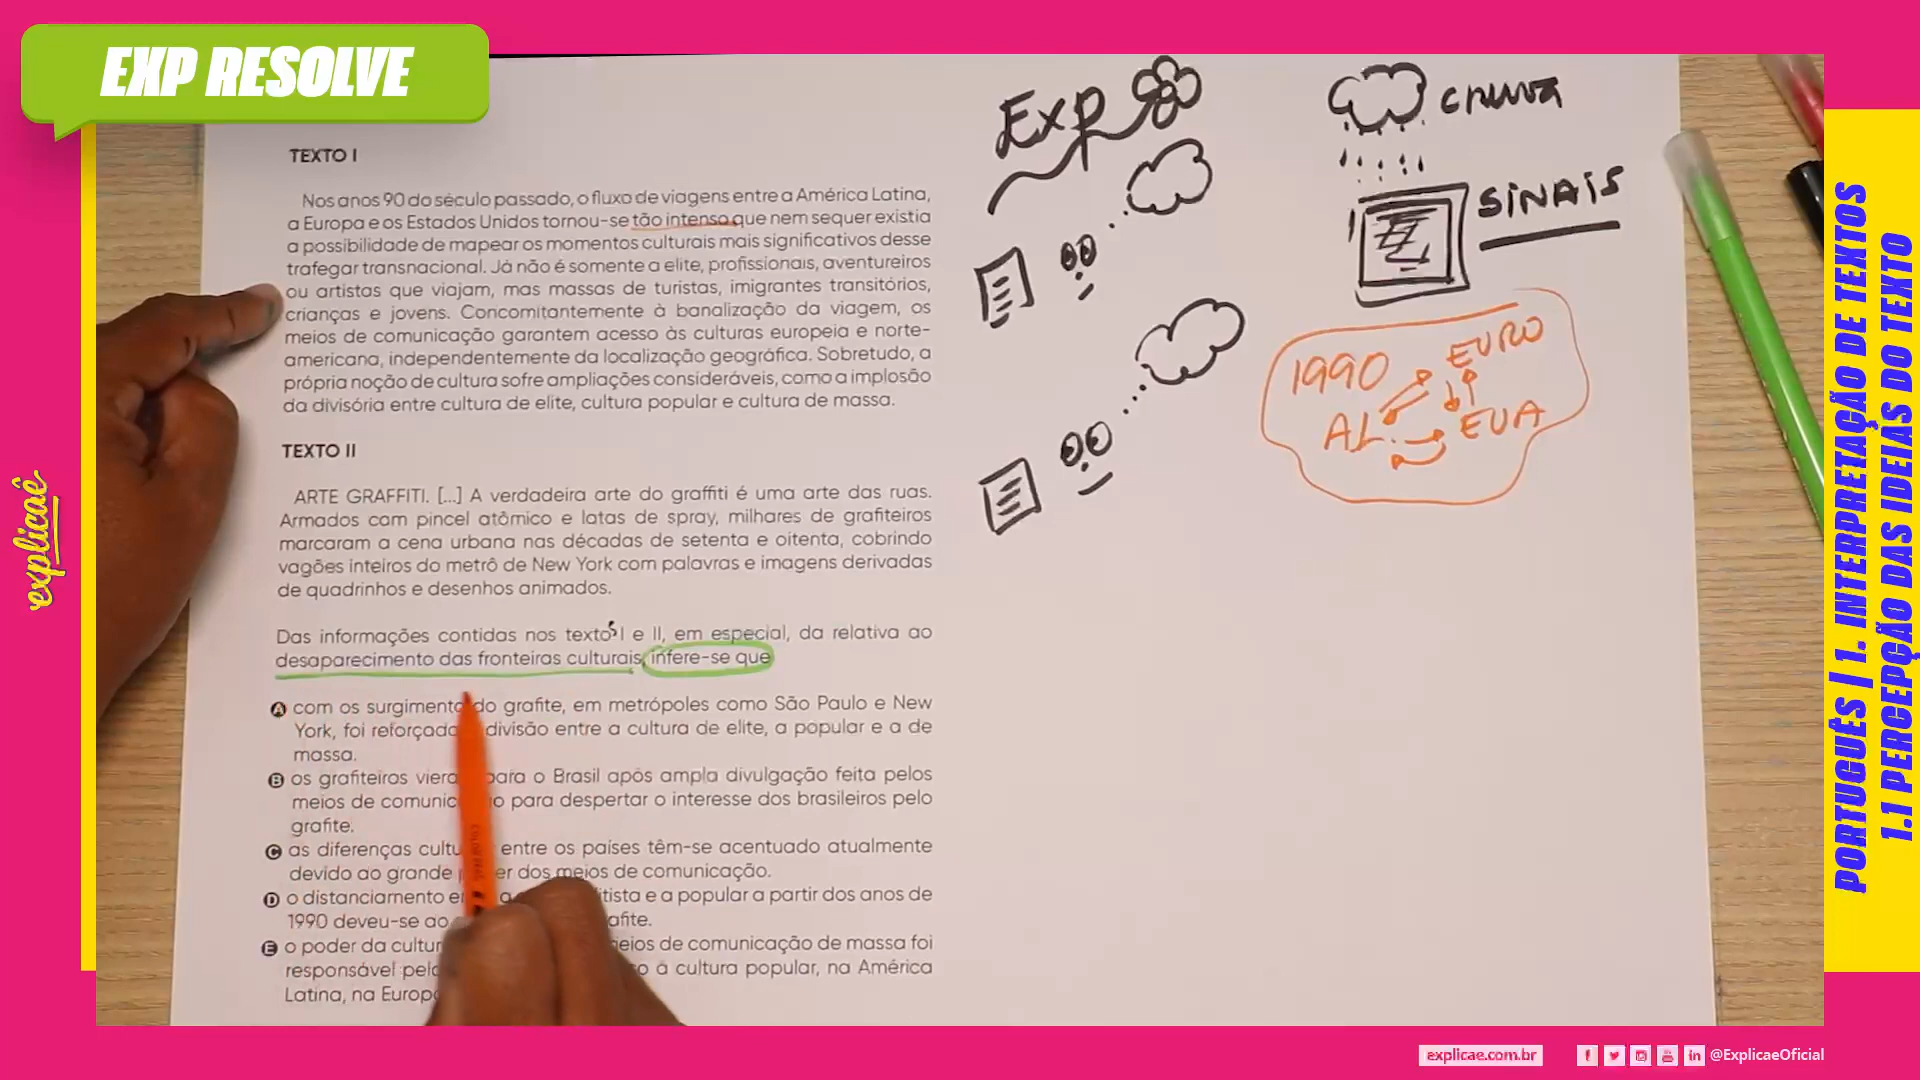 EXP RESOLVE
TEXTO I
Nos anos 90 do século passado, o fluxo de viagens entre a América Latina,
a Europa e os Estados Unidos tornou-se tão intenso que nem sequer existia
a possibilidade de mapear os momentos culturais mais significativos desse
trafegar transnacional. Já não é somente a elite, profissionais, aventureiros
ou artistas que viajam, mas massas de turistas, imigrantes transitórios,
crianças e jovens. Concomitantemente à banalização da viagem, os
meios de comunicação garantem acesso às culturas europeia e norte-
americana, independentemente da localização geográfica. Sobretudo, a
própria noção de cultura sofre ampliações consideráveis, como a implosão
da divisória entre cultura de elite, cultura popular e cultura de massa.
TEXTO II
ARTE GRAFFITI. [...] A verdadeira arte do graffiti é uma arte das ruas.
Armados com pincel atômico e latas de spray, milhares de grafiteiros
marcaram a cena urbana nas décadas de setenta e oitenta, cobrindo
vagões inteiros do metrô de New York com palavras e imagens derivadas
de quadrinhos e desenhos animados.
Das informações contidas nos textos I e II, em especial, da relativa ao
desaparecimento das fronteiras culturais, infere-se que
A com os surgimento do grafite, em metrópoles como São Paulo e New
York, foi reforçada divisão entre a cultura de elite, a popular e a de
massa.
B os grafiteiros para o Brasil após ampla divulgação feita pelos
meios de para despertar o interesse dos brasileiros pelo
grafite.
C as diferenças entre os países têm-se acentuado atualmente
devido ao grande dos meios de comunicação.
D o distanciamento e a popular a partir dos anos de
1990 deveu-se ao
E o poder da meios de comunicação de massa foi
responsável à cultura popular, na América
Latina, na
Exp
CHUVA
SINAIS
1990 EURO
AL EUA
explicaê
PORTUGUÊS | 1. INTERPRETAÇÃO DE TEXTOS
1.1 PERCEPÇÃO DAS IDEIAS DO TEXTO
explicae.com.br
@ExplicaeOficial